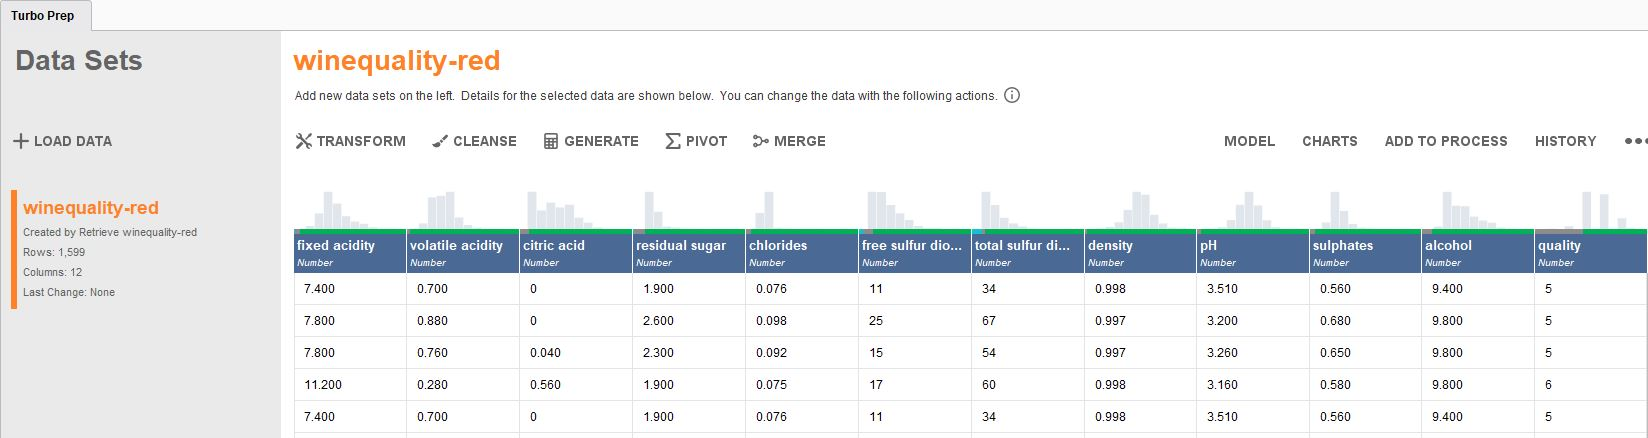 Turbo Prep
Data Sets
winequality-red
Add new data sets on the left. Details for the selected data are shown below. You can change the data with the following actions.
LOAD DATA
TRANSFORM CLEANSE GENERATE PIVOT MERGE MODEL CHARTS ADD TO PROCESS HISTORY
winequality-red
Created by Retrieve winequality-red
Rows: 1,599
Columns: 12
Last Change: None
fixed acidity volatile acidity citric acid residual sugar chlorides free sulfur dio... total sulfur di... density pH sulphates alcohol quality
Number Number Number Number Number Number Number Number Number Number Number Number
7.400 0.700 0 1.900 0.076 11 34 0.998 3.510 0.560 9.400 5
7.800 0.880 0 2.600 0.098 25 67 0.997 3.200 0.680 9.800 5
7.800 0.760 0.040 2.300 0.092 15 54 0.997 3.260 0.650 9.800 5
11.200 0.280 0.560 1.900 0.075 17 60 0.998 3.160 0.580 9.800 6
7.400 0.700 0 1.900 0.076 11 34 0.998 3.510 0.560 9.400 5